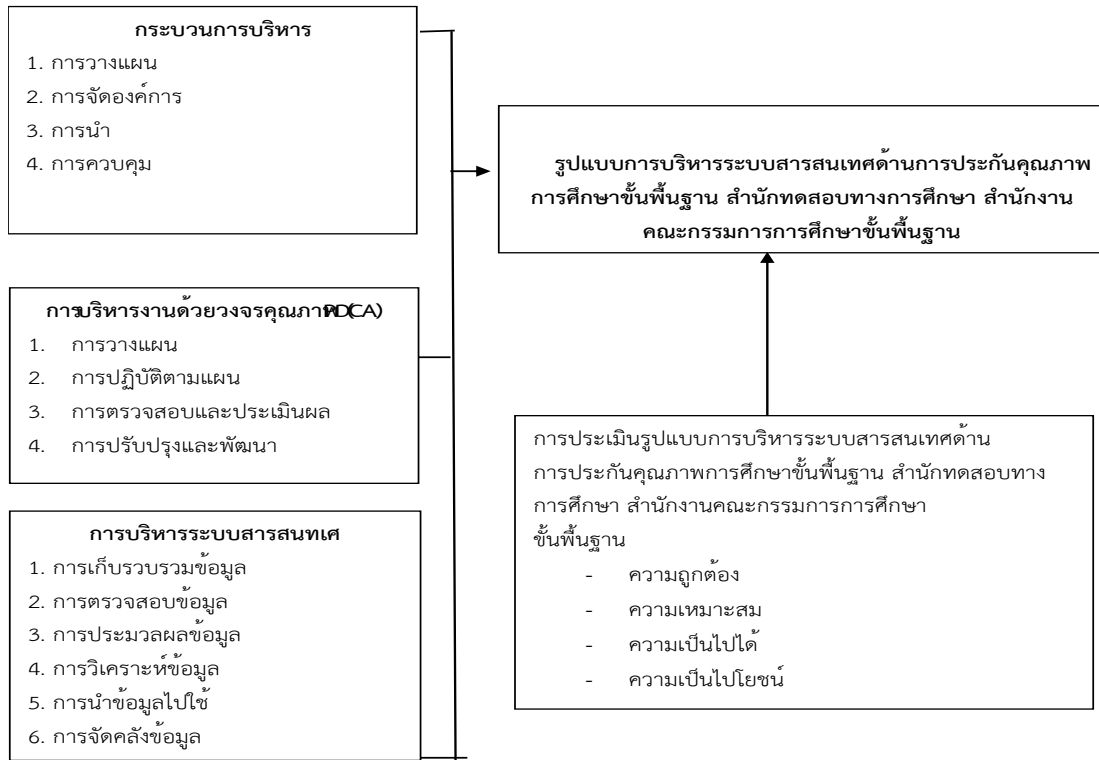 กระบวนการบริหาร
1. การวางแผน
2. การจัดองค์การ
3. การนำ
4. การควบคุม
รูปแบบการบริหารระบบสารสนเทศด้านการประกันคุณภาพ
การศึกษาขั้นพื้นฐาน สำนักทดสอบทางการศึกษา สำนักงาน
คณะกรรมการการศึกษาขั้นพื้นฐาน
การบริหารงานด้วยวงจรคุณภาพ(PDCA)
1. การวางแผน
2. การปฏิบัติตามแผน
3. การตรวจสอบและประเมินผล
4. การปรับปรุงและพัฒนา
การประเมินรูปแบบการบริหารระบบสารสนเทศด้าน
การประกันคุณภาพการศึกษาขั้นพื้นฐาน สำนักทดสอบทาง
การศึกษา สำนักงานคณะกรรมการการศึกษา
ขั้นพื้นฐาน
- ความถูกต้อง
- ความเหมาะสม
- ความเป็นไปได้
- ความเป็นไปโยชน์
การบริหารระบบสารสนทเศ
1. การเก็บรวบรวมข้อมูล
2. การตรวจสอบข้อมูล
3. การประมวลผลข้อมูล
4. การวิเคราะห์ข้อมูล
5. การนำข้อมูลไปใช้
6. การจัดคลังข้อมูล